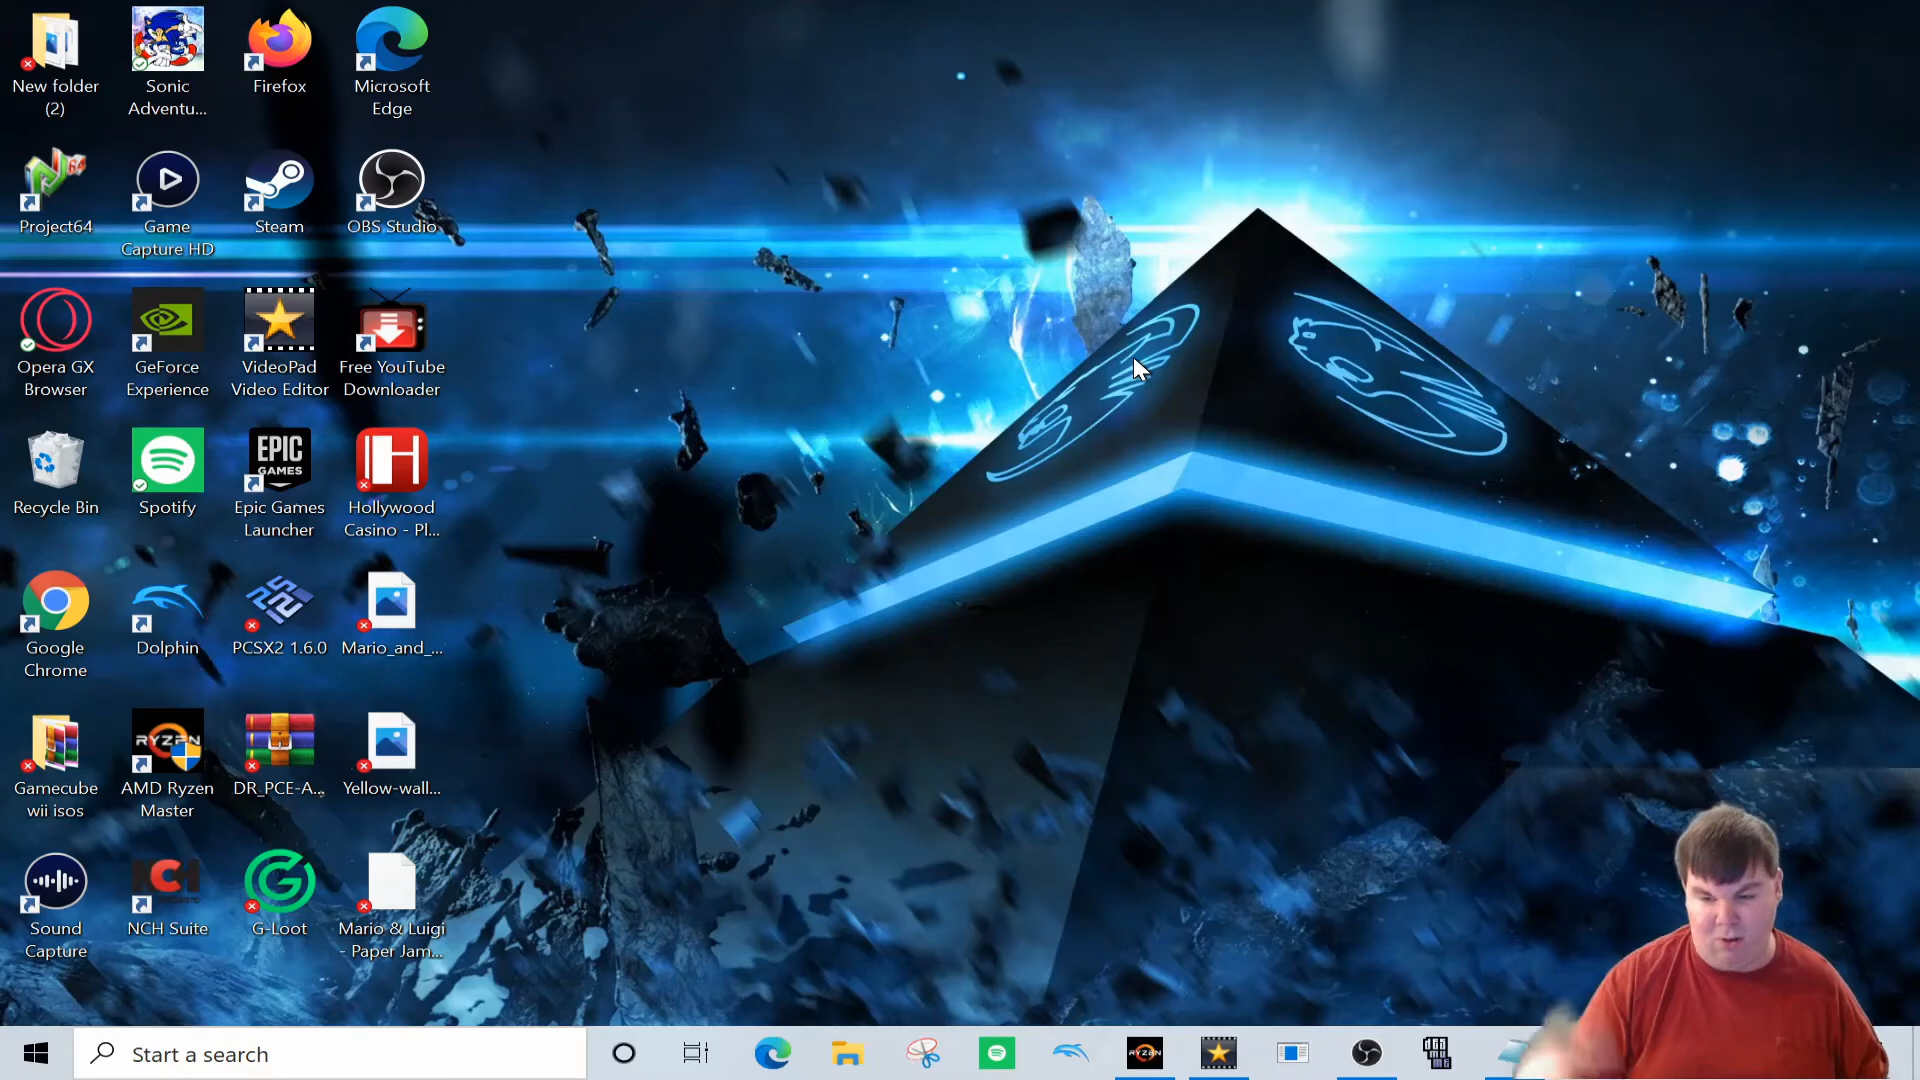 New folder
(2)
Sonic
Adventu...
Firefox
Microsoft
Edge
64
Project64
Game
Capture HD
Steam
OBS Studio
Opera GX
Browser
GeForce
Experience
VideoPad
Video Editor
Free YouTube
Downloader
EPIC
GAMES
Recycle Bin
Spotify
Epic Games
Launcher
Hollywood
Casino - Pl...
Google
Chrome
Dolphin
PCSX2 1.6.0
Mario_and_...
RYZEN
Gamecube
wii isos
AMD Ryzen
Master
DR_PCE-A...
Yellow-wall...
NCH
Sound
Capture
NCH Suite
G-Loot
Mario & Luigi
- Paper Jam...
Start a search
RYZEN